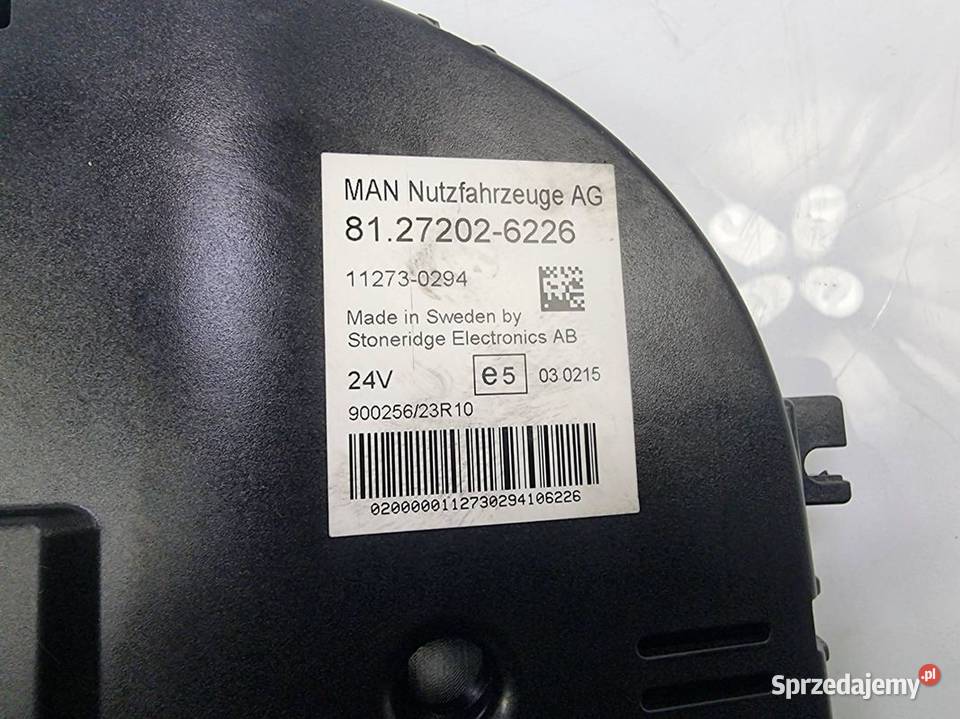 MAN Nutzfahrzeuge AG
81.27202-6226
11273-0294
Made in Sweden by
Stoneridge Electronics AB
24V e5 03 0215
900256/23R10
0200000112730294106226
Sprzedajemy.pl